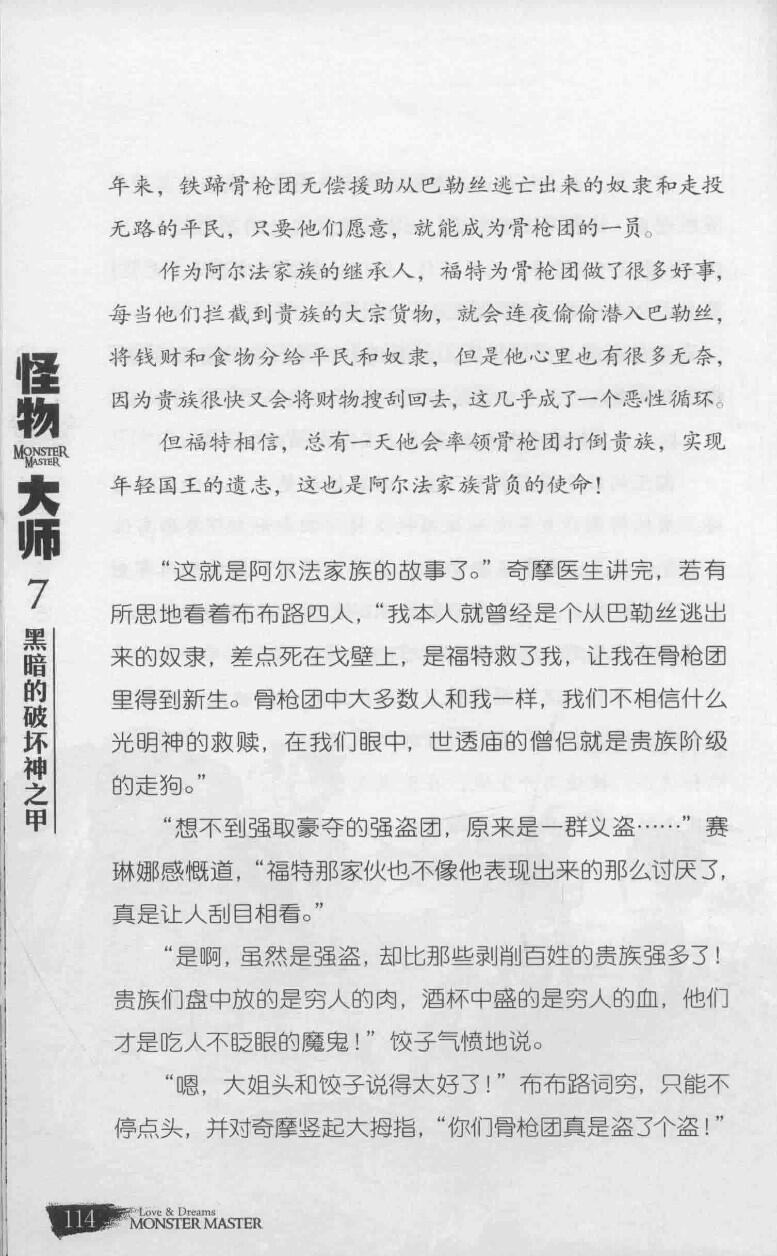 年来，铁蹄骨枪团无偿援助从巴勒丝逃亡出来的奴隶和走投
无路的平民，只要他们愿意，就能成为骨枪团的一员。
作为阿尔法家族的继承人，福特为骨枪团做了很多好事，
每当他们拦截到贵族的大宗货物，就会连夜偷偷潜入巴勒丝，
将钱财和食物分给平民和奴隶，但是他心里也有很多无奈，
因为贵族很快又会将财物搜刮回去，这几乎成了一个恶性循环。
但福特相信，总有一天他会率领骨枪团打倒贵族，实现
年轻国王的遗志，这也是阿尔法家族背负的使命！
“这就是阿尔法家族的故事了。”奇摩医生讲完，若有
所思地看着布布路四人，“我本人就曾经是个从巴勒丝逃出
来的奴隶，差点死在戈壁上，是福特救了我，让我在骨枪团
里得到新生。骨枪团中大多数人和我一样，我们不相信什么
光明神的救赎，在我们眼中，世透庙的僧侣就是贵族阶级
的走狗。”
“想不到强取豪夺的强盗团，原来是一群义盗……”赛
琳娜感慨道，“福特那家伙也不像他表现出来的那么讨厌了，
真是让人刮目相看。”
“是啊，虽然是强盗，却比那些剥削百姓的贵族强多了！
贵族们盘中放的是穷人的肉，酒杯中盛的是穷人的血，他们
才是吃人不眨眼的魔鬼！”饺子气愤地说。
“嗯，大姐头和饺子说得太好了！”布布路词穷，只能不
停点头，并对奇摩竖起大拇指，“你们骨枪团真是盗了个盗！”
怪物
MONSTER
MASTER
大师
7
黑暗的破坏神之甲
114
Love & Dreams
MONSTER MASTER